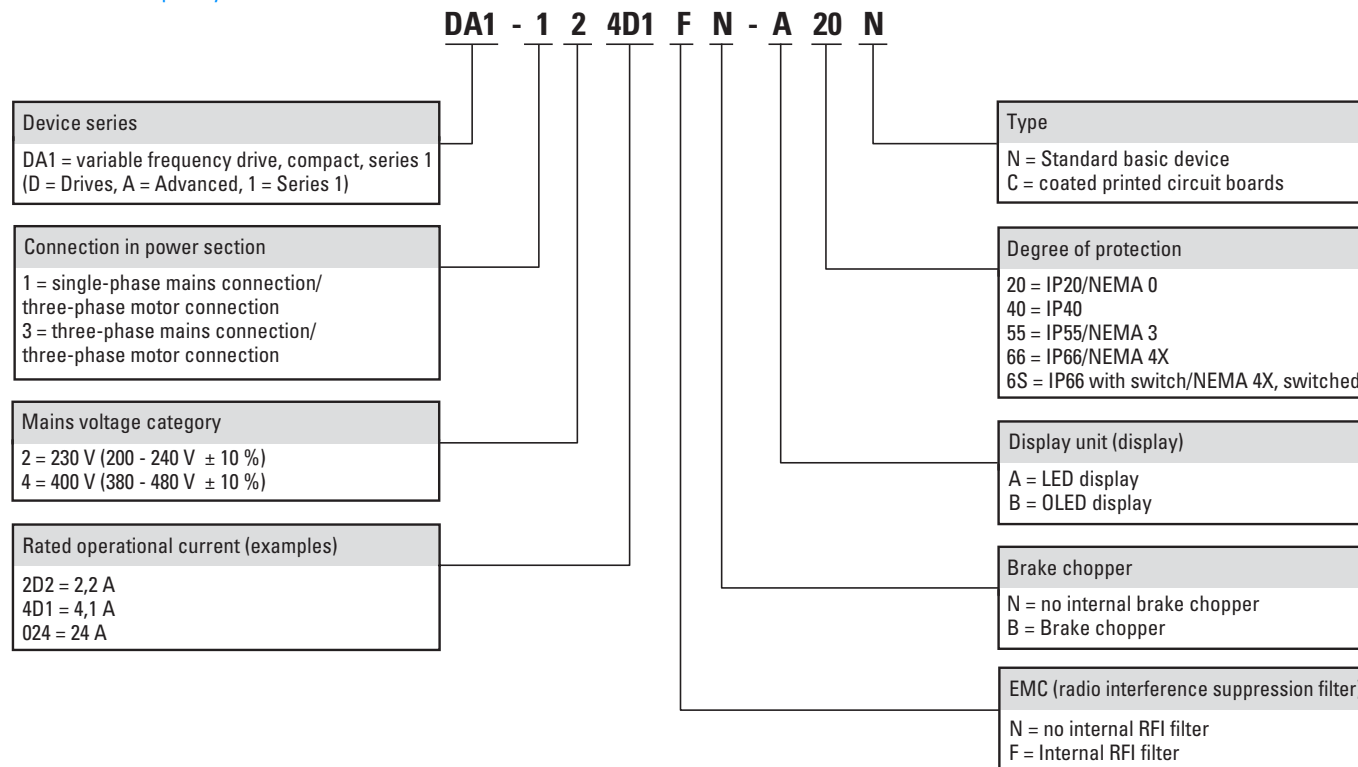 DA1 - 1 2 4D1 F N - A 20 N
Device series
DA1 = variable frequency drive, compact, series 1
(D = Drives, A = Advanced, 1 = Series 1)
Connection in power section
1 = single-phase mains connection/
three-phase motor connection
3 = three-phase mains connection/
three-phase motor connection
Mains voltage category
2 = 230 V (200 - 240 V ± 10 %)
4 = 400 V (380 - 480 V ± 10 %)
Rated operational current (examples)
2D2 = 2,2 A
4D1 = 4,1 A
024 = 24 A
Type
N = Standard basic device
C = coated printed circuit boards
Degree of protection
20 = IP20/NEMA 0
40 = IP40
55 = IP55/NEMA 3
66 = IP66/NEMA 4X
6S = IP66 with switch/NEMA 4X, switched
Display unit (display)
A = LED display
B = OLED display
Brake chopper
N = no internal brake chopper
B = Brake chopper
EMC (radio interference suppression filter)
N = no internal RFI filter
F = Internal RFI filter